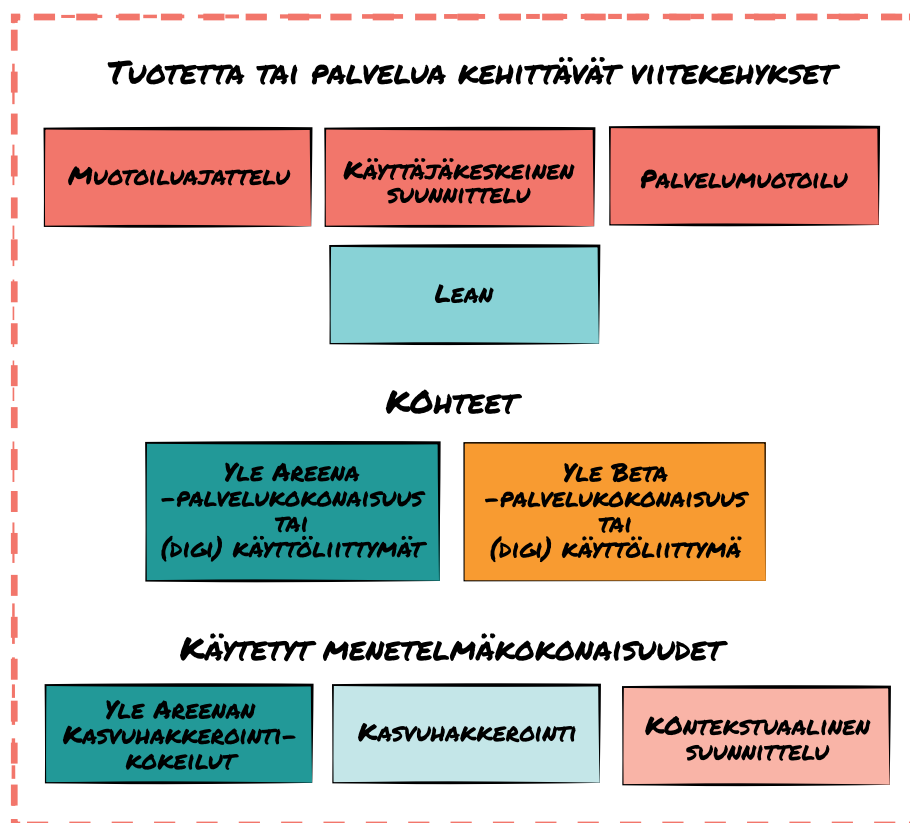 Tuotetta tai palvelua kehittävät viitekehykset
Muotoiluajattelu
Käyttäjäkeskeinen
suunnittelu
Palvelumuotoilu
Lean
KOhteet
Yle Areena
-palvelukokonaisuus
tai
(digi) käyttöliittymät
Yle Beta
-palvelukokonaisuus
tai
(digi) käyttöliittymä
Käytetyt menetelmäkokonaisuudet
Yle Areenan
Kasvuhakkerointi-
kokeilut
Kasvuhakkerointi
KOntekstuaalinen
suunnittelu